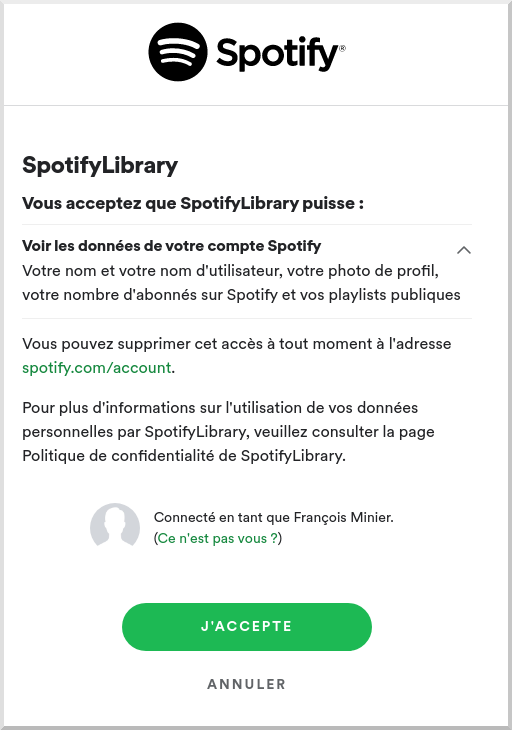 Spotify®
SpotifyLibrary
Vous acceptez que SpotifyLibrary puisse :
Voir les données de votre compte Spotify
Votre nom et votre nom d'utilisateur, votre photo de profil,
votre nombre d'abonnés sur Spotify et vos playlists publiques
Vous pouvez supprimer cet accès à tout moment à l'adresse
spotify.com/account.
Pour plus d'informations sur l'utilisation de vos données
personnelles par SpotifyLibrary, veuillez consulter la page
Politique de confidentialité de SpotifyLibrary.
Connecté en tant que François Minier.
(Ce n'est pas vous ?)
J'ACCEPTE
ANNULER